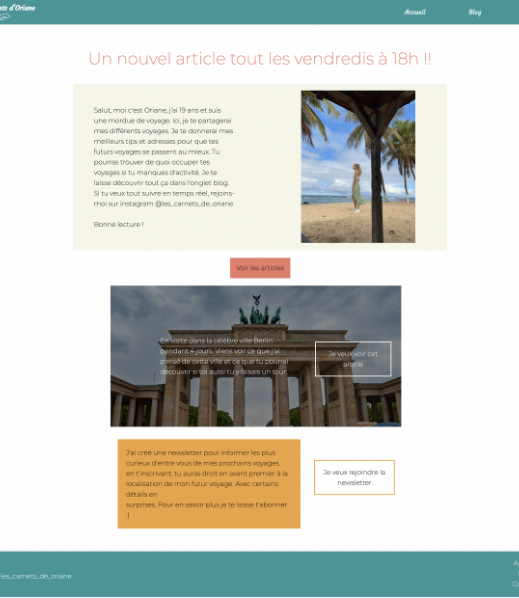 ets d'Oriane
Accueil
Blog
Un nouvel article tout les vendredis à 18h !!
Salut, moi c'est Oriane, j'ai 19 ans et suis
une mordue de voyage. Ici, je te partagerai
mes différents voyages. Je te donnerai mes
meilleurs tips et adresses pour que tes
futurs voyages se passent au mieux. Tu
pourras trouver de quoi occuper tes
voyages si tu manques d'activité. Je te
laisse découvrir tout ça dans l'onglet blog.
Si tu veux tout suivre en temps réel, rejoins-
moi sur instagram @les_carnets_de_oriane.
Bonne lecture !
Voir les articles
En visite dans la célèbre ville Berlin
pendant 4 jours. Viens voir ce que j'ai
pensé de cette ville et ce que tu pourrai
découvrir si toi aussi tu y faisais un tour.
Je veux voir cet
article
J'ai créé une newsletter pour informer les plus
curieux d'entre vous de mes prochains voyages.
en t'inscrivant, tu auras droit en avant première à la
localisation de mon futur voyage. Avec certains
détails en
surprises. Pour en savoir plus je te laisse t'abonner
:)
Je veux rejoindre la
newsletter
les_carnets_de_oriane